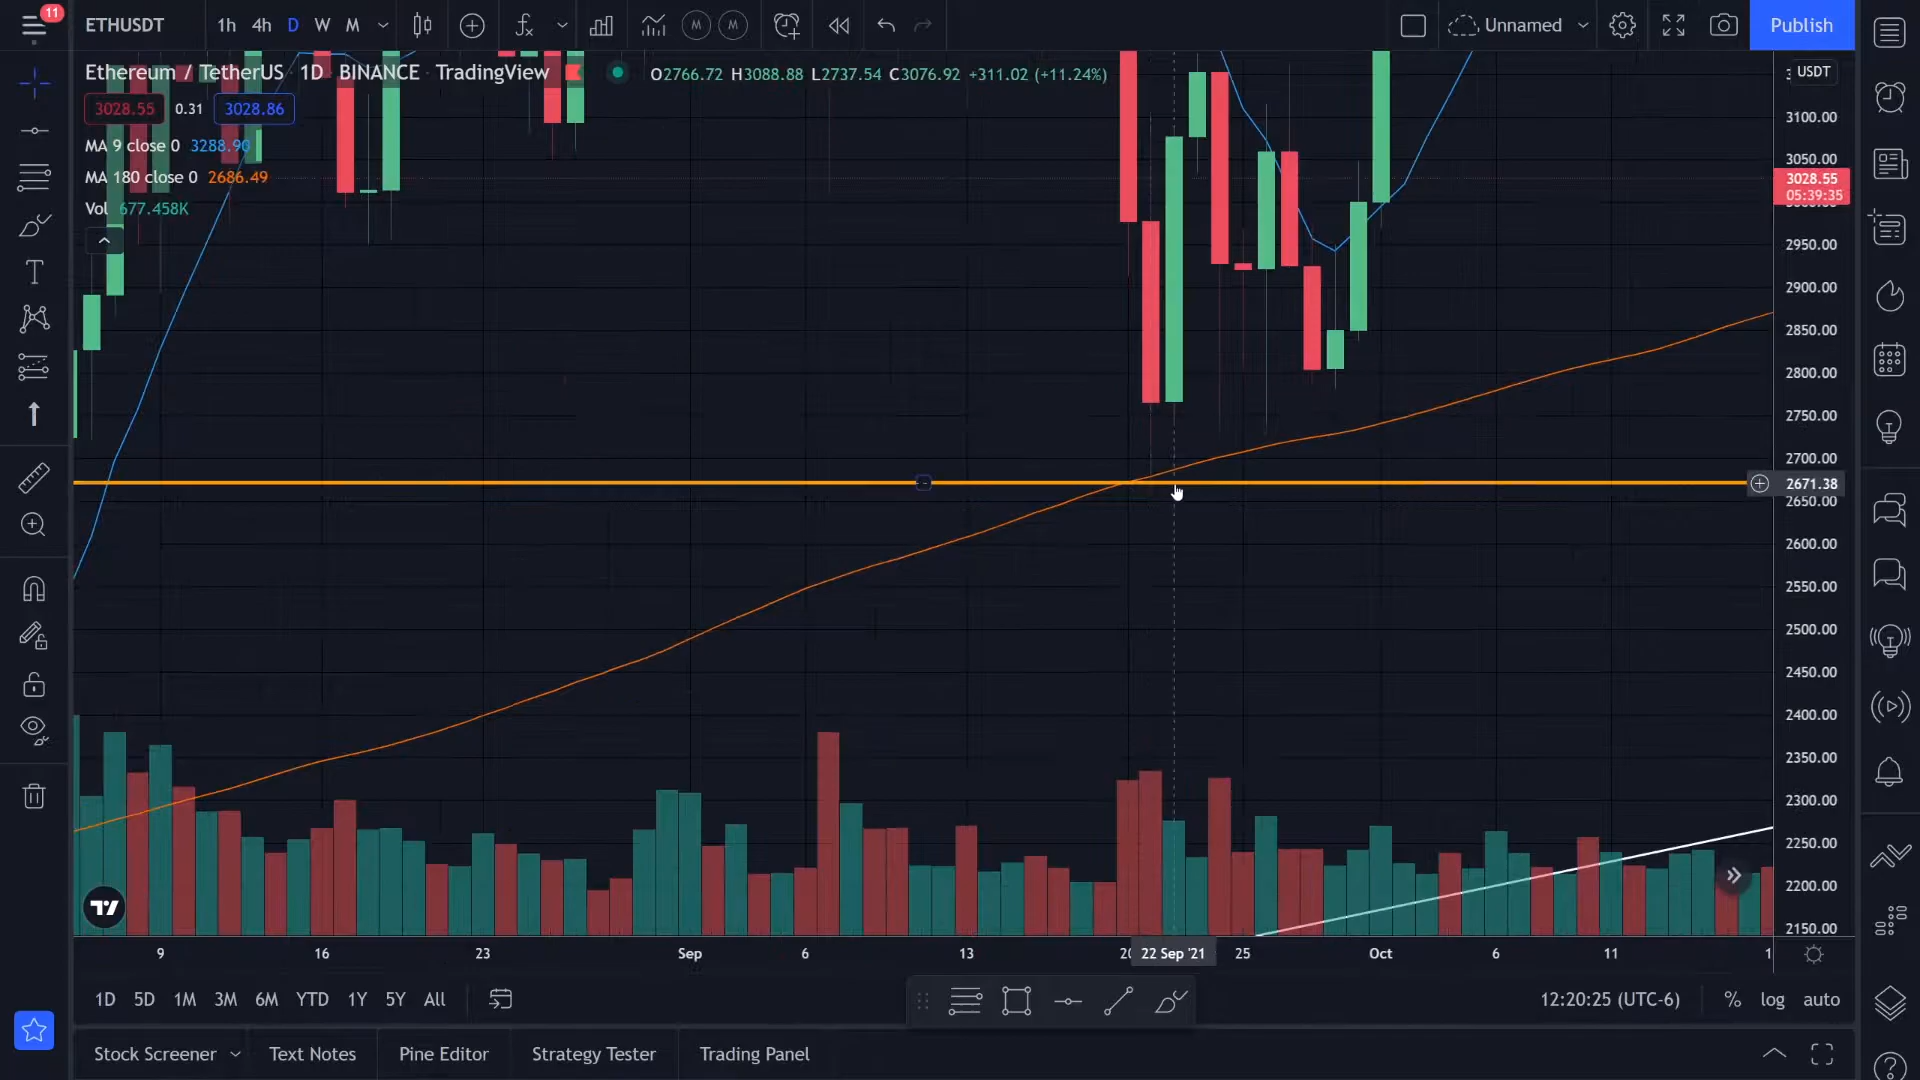 11
ETHUSDT 1h 4h D W M M M Unnamed Publish
Ethereum / TetherUS 1D BINANCE TradingView O2766.72 H3088.88 L2737.54 C3076.92 +311.02 (+11.24%)
USDT
3028.55 0.31 3028.86
3100.00
MA 9 close 0 3288.90
3050.00
MA 180 close 0 2686.49
3028.55
05:39:35
Vol 677.458K
2950.00
2900.00
2850.00
2800.00
2750.00
2700.00
2671.38
2650.00
2600.00
2550.00
2500.00
2450.00
2400.00
2350.00
2300.00
2250.00
2200.00
2150.00
9 16 23 Sep 6 13 20 22 Sep '21 25 Oct 6 11
1D 5D 1M 3M 6M YTD 1Y 5Y All 12:20:25 (UTC-6) % log auto
Stock Screener Text Notes Pine Editor Strategy Tester Trading Panel